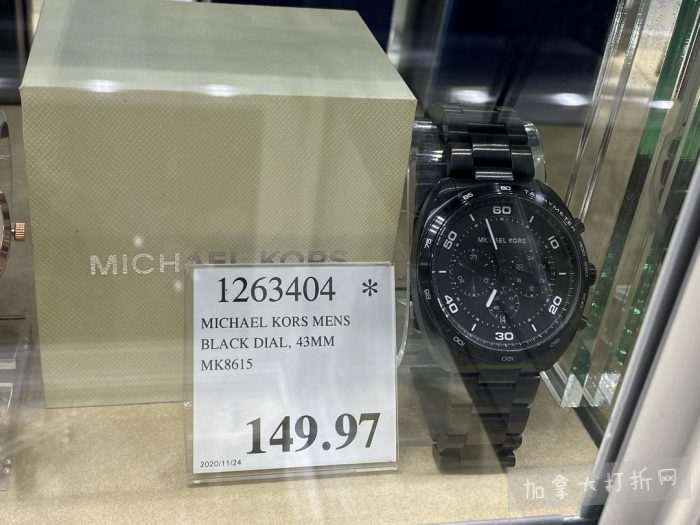 MICHAEL KORS
1263404 *
MICHAEL KORS MENS
BLACK DIAL, 43MM
MK8615
149.97
2020/11/24
TACHYMETER
60
10
20
30
40
50
MICHAEL KORS
加拿大打折网